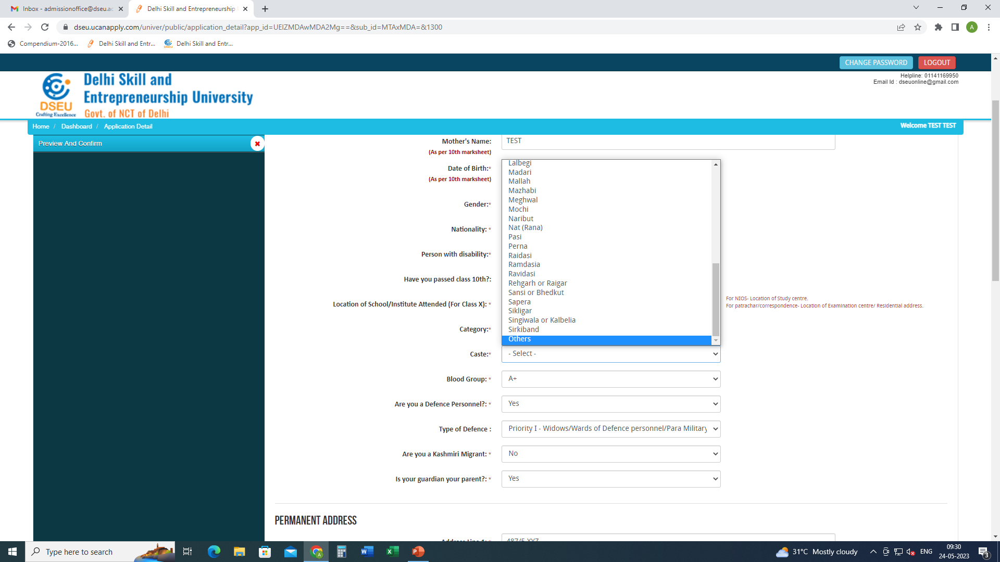 Inbox - admissionoffice@dseu.ac
Delhi Skill and Entrepreneurship
dseu.ucanapply.com/univer/public/application_detail?app_id=UEIZMDAwMDA2Mg==&sub_id=MTAxMDA=&1300
A
Compendium-2016...
Delhi Skill and Entr...
Delhi Skill and Entr...
CHANGE PASSWORD
LOGOUT
Helpline: 01141169950
Email Id : dseuonline@gmail.com
DSEU
Crafting Excellence
Delhi Skill and
Entrepreneurship University
Govt. of NCT of Delhi
Home / Dashboard / Application Detail
Welcome TEST TEST
Preview And Confirm
Mother's Name:
(As per 10th marksheet)
TEST
Date of Birth:*
(As per 10th marksheet)
Gender:*
Nationality: *
Person with disability:*
Have you passed class 10th?:
Location of School/Institute Attended (For Class X): *
For NIOS- Location of Study centre.
For patrachar/correspondence- Location of Examination centre/ Residential address.
Category:*
Lalbegi
Madari
Mallah
Mazhabi
Meghwal
Mochi
Naribut
Nat (Rana)
Pasi
Perna
Raidasi
Ramdasia
Ravidasi
Rehgarh or Raigar
Sansi or Bhedkut
Sapera
Sikligar
Singiwala or Kalbelia
Sirkiband
Others
Caste:* - Select -
Blood Group: * A+
Are you a Defence Personnel?: * Yes
Type of Defence : Priority I - Widows/Wards of Defence personnel/Para Military
Are you a Kashmiri Migrant: * No
Is your guardian your parent?: * Yes
PERMANENT ADDRESS
Address Line 1: * 487/5 XYZ
Type here to search
31°C Mostly cloudy
ENG
09:30
24-05-2023
3